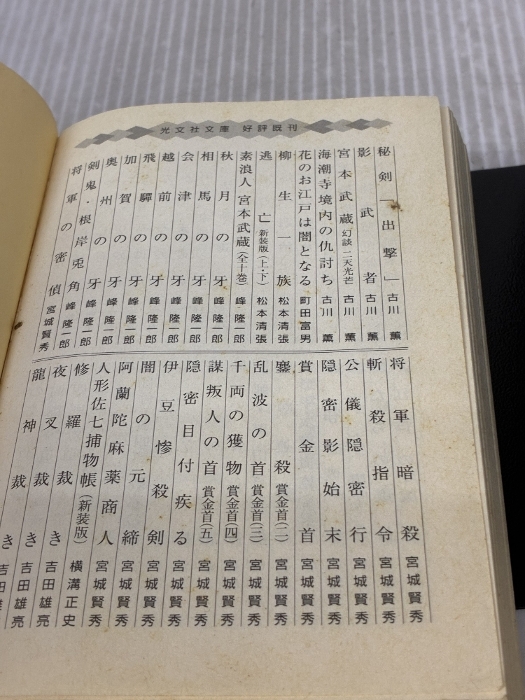 光文社文庫 好評既刊
秘剣「出撃」 古川薫
影武者 古川薫
宮本武蔵 幻談・二天光芒 古川薫
海潮寺境内の仇討ち 古川薫
花のお江戸は闇となる 町田富男
柳生一族 松本清張
逃亡 新装版(上・下) 松本清張
素浪人 宮本武蔵(全十巻) 峰隆一郎
秋月の牙 峰隆一郎
相馬の牙 峰隆一郎
会津の牙 峰隆一郎
越前の牙 峰隆一郎
飛驒の牙 峰隆一郎
加賀の牙 峰隆一郎
奥州の牙 峰隆一郎
剣鬼・根岸兎角 峰隆一郎
将軍の密偵 宮城賢秀
将軍暗殺 宮城賢秀
斬殺指令 宮城賢秀
公儀隠密行 宮城賢秀
隠密影始末 宮城賢秀
賞金首 宮城賢秀
鏖殺 賞金首(二) 宮城賢秀
乱波の首 賞金首(三) 宮城賢秀
千両の獲物 賞金首(四) 宮城賢秀
謀叛人の首 賞金首(五) 宮城賢秀
隠密目付疾る 宮城賢秀
伊豆惨殺剣 宮城賢秀
闇の元締 宮城賢秀
阿蘭陀麻薬商人 宮城賢秀
人形佐七捕物帳(新装版) 横溝正史
修羅裁き 吉田雄亮
夜叉裁き 吉田雄亮
龍神裁き 吉田雄